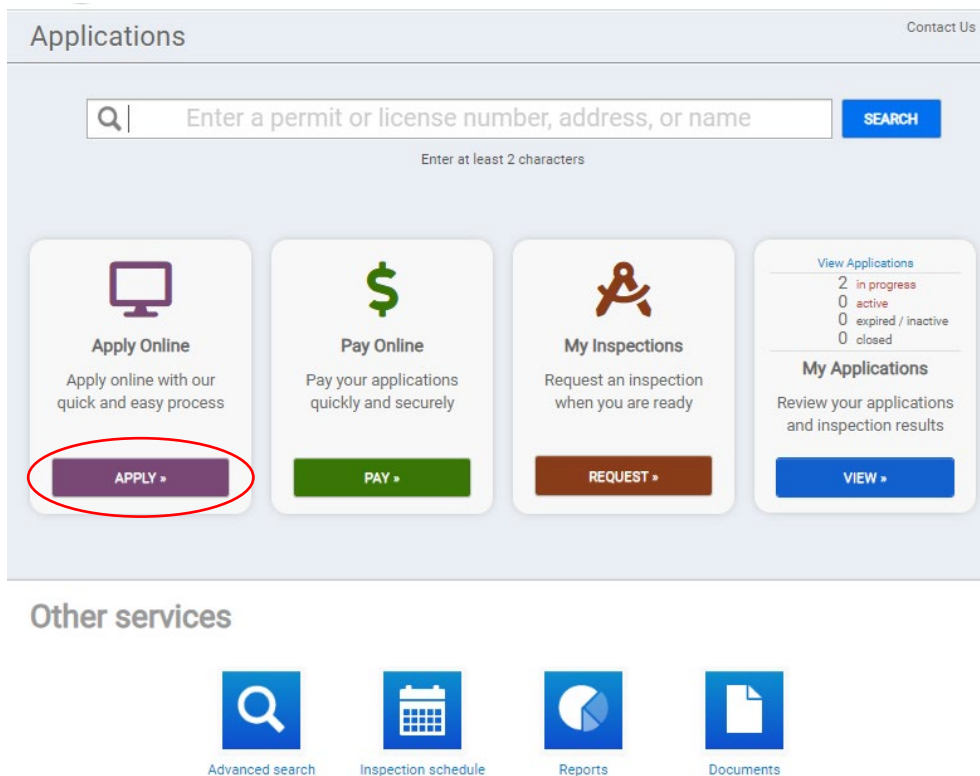 Applications
Contact Us
Enter a permit or license number, address, or name
SEARCH
Enter at least 2 characters
Apply Online
Apply online with our
quick and easy process
APPLY »
$
Pay Online
Pay your applications
quickly and securely
PAY »
My Inspections
Request an inspection
when you are ready
REQUEST »
View Applications
2 in progress
0 active
0 expired / inactive
0 closed
My Applications
Review your applications
and inspection results
VIEW »
Other services
Advanced search
Inspection schedule
Reports
Documents